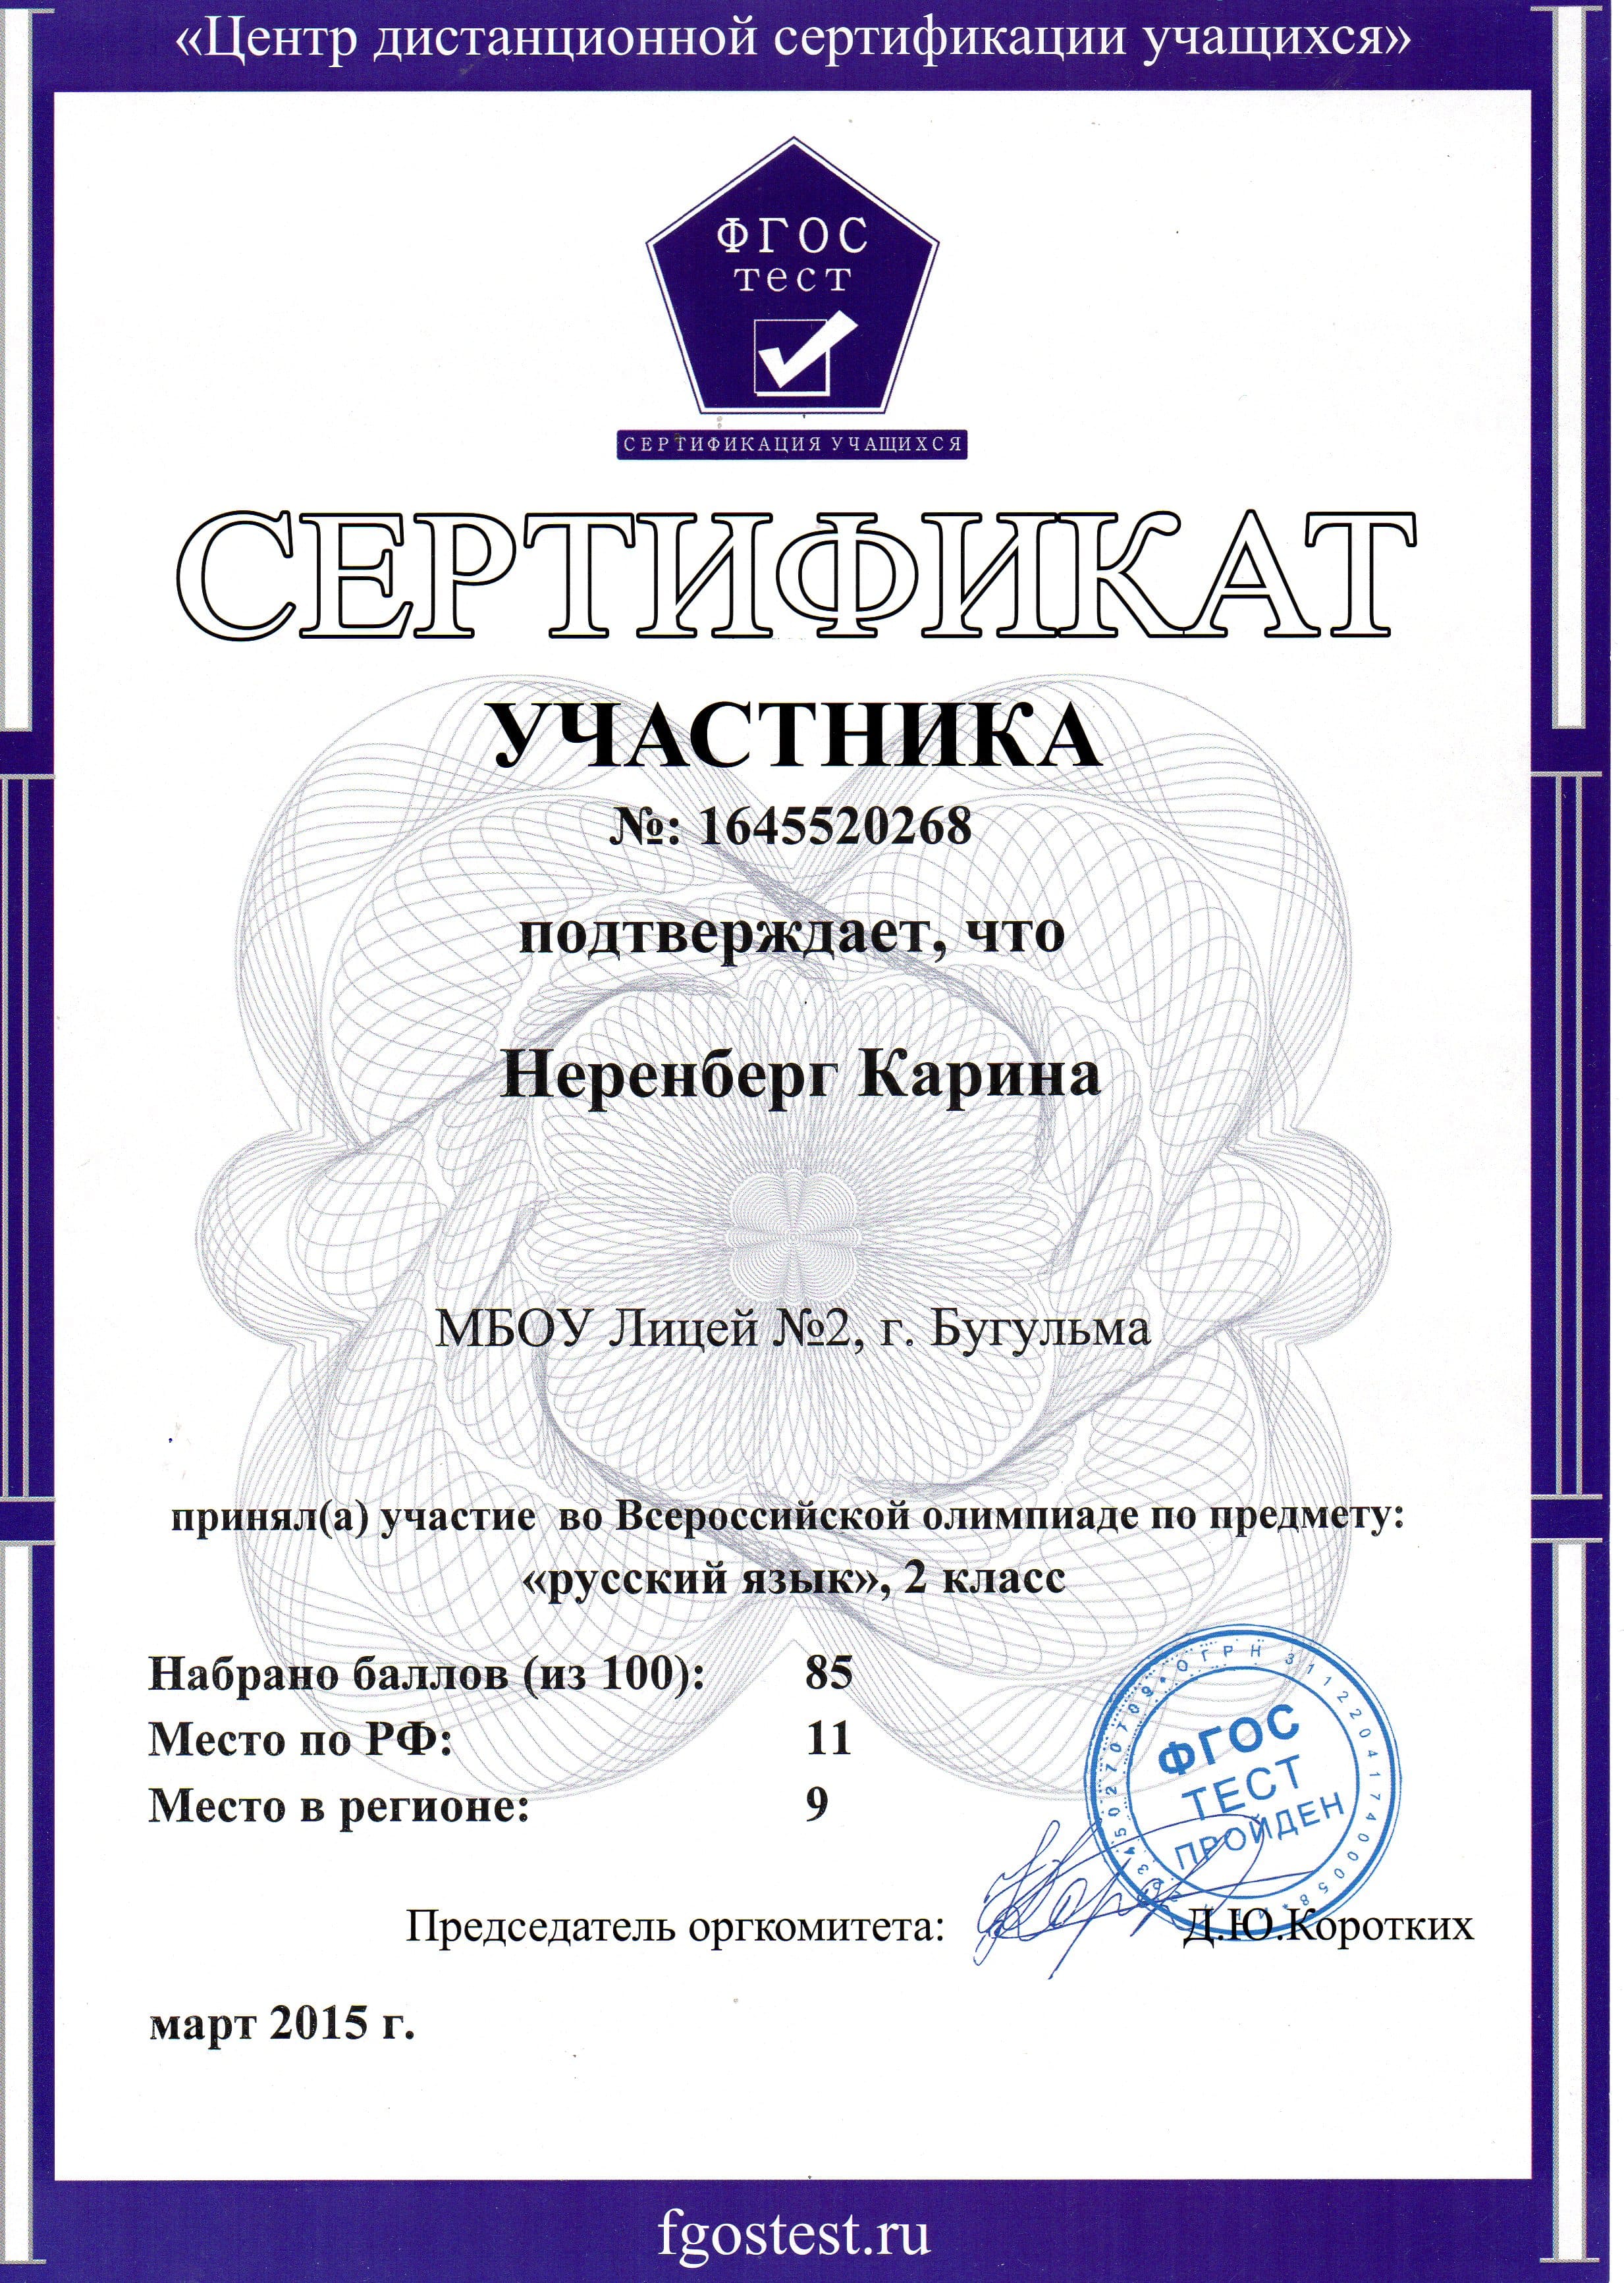 «Центр дистанционной сертификации учащихся»
ФГОС
тест
СЕРТИФИКАЦИЯ УЧАЩИХСЯ
СЕРТИФИКАТ
УЧАСТНИКА
№: 1645520268
подтверждает, что
Неренберг Карина
МБОУ Лицей №2, г. Бугульма
принял(а) участие во Всероссийской олимпиаде по предмету:
«русский язык», 2 класс
Набрано баллов (из 100): 85
Место по РФ: 11
Место в регионе: 9
ОГРН 311220417400058
ФГОС
ТЕСТ
ПРОЙДЕН
Председатель оргкомитета: Д.Ю.Коротких
март 2015 г.
fgostest.ru